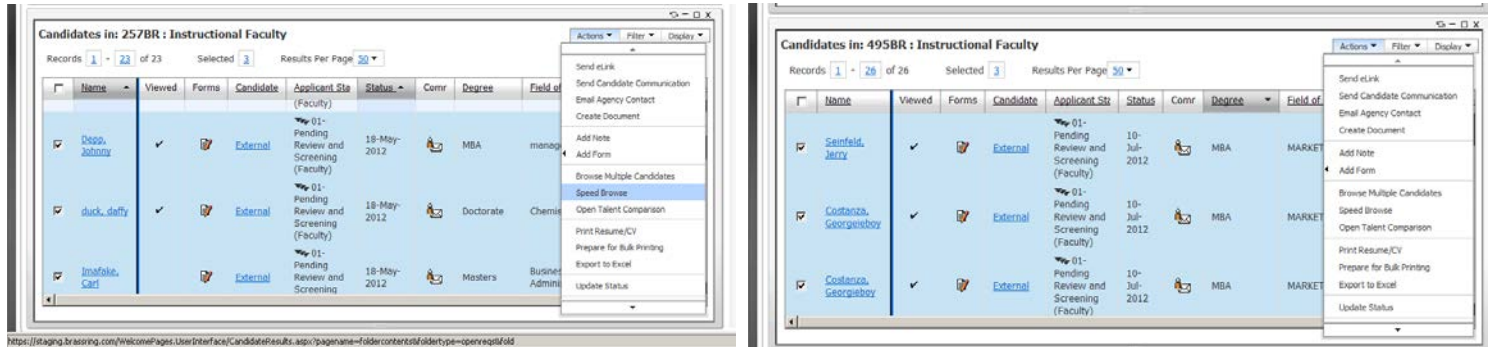 Candidates in: 257BR : Instructional Faculty
Actions Filter Display
Records 1 - 23 of 23 Selected 3 Results Per Page 50
Name Viewed Forms Candidate Applicant Sta Status Comr Degree Field of
(Faculty)
Depp, Johnny External 01-Pending Review and Screening (Faculty) 18-May-2012 MBA manag
duck, daffy External 01-Pending Review and Screening (Faculty) 18-May-2012 Doctorate Chemie
Imafake, Carl External 01-Pending Review and Screening 18-May-2012 Masters Busines Admini
Send eLink
Send Candidate Communication
Email Agency Contact
Create Document
Add Note
Add Form
Browse Multiple Candidates
Speed Browse
Open Talent Comparison
Print Resume/CV
Prepare for Bulk Printing
Export to Excel
Update Status
https://staging.brassring.com/WelcomePages.UserInterface/CandidateResults.aspx?pagename=foldercontents&foldertype=openreqs&fold
Candidates in: 495BR : Instructional Faculty
Actions Filter Display
Records 1 - 26 of 26 Selected 3 Results Per Page 50
Name Viewed Forms Candidate Applicant Sta Status Comr Degree Field of
Seinfeld, Jerry External 01-Pending Review and Screening (Faculty) 10-Jul-2012 MBA MARKET
Costanza, Georgieboy External 01-Pending Review and Screening (Faculty) 10-Jul-2012 MBA MARKET
Costanza, Georgieboy External 01-Pending Review and Screening (Faculty) 10-Jul-2012 MBA MARKET
Send eLink
Send Candidate Communication
Email Agency Contact
Create Document
Add Note
Add Form
Browse Multiple Candidates
Speed Browse
Open Talent Comparison
Print Resume/CV
Prepare for Bulk Printing
Export to Excel
Update Status